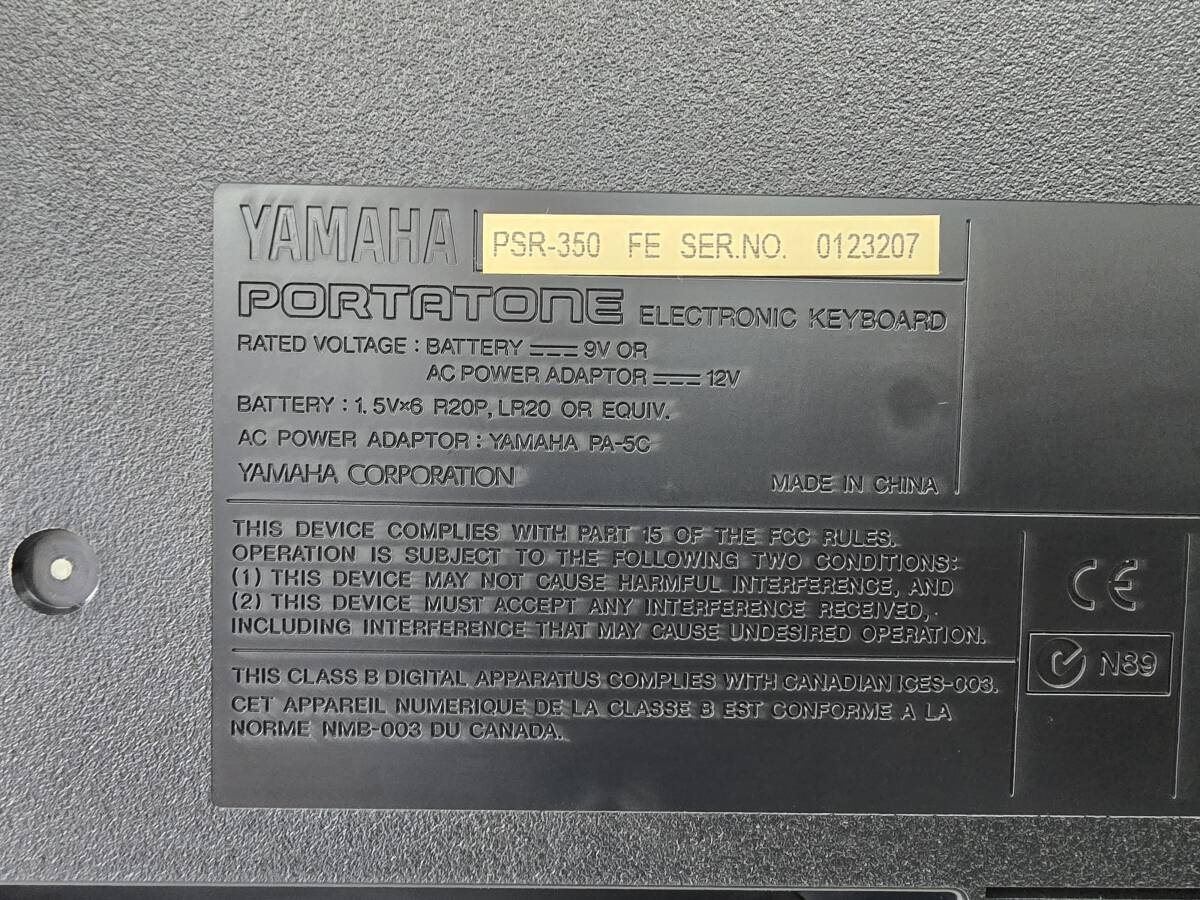 YAMAHA PSR-350 FE SER.NO. 0123207
PORTATONE ELECTRONIC KEYBOARD
RATED VOLTAGE : BATTERY ⎓ 9V OR
AC POWER ADAPTOR ⎓ 12V
BATTERY : 1.5V×6 R20P, LR20 OR EQUIV.
AC POWER ADAPTOR : YAMAHA PA-5C
YAMAHA CORPORATION MADE IN CHINA
THIS DEVICE COMPLIES WITH PART 15 OF THE FCC RULES.
OPERATION IS SUBJECT TO THE FOLLOWING TWO CONDITIONS:
(1) THIS DEVICE MAY NOT CAUSE HARMFUL INTERFERENCE, AND
(2) THIS DEVICE MUST ACCEPT ANY INTERFERENCE RECEIVED,
INCLUDING INTERFERENCE THAT MAY CAUSE UNDESIRED OPERATION.
CE
N89
THIS CLASS B DIGITAL APPARATUS COMPLIES WITH CANADIAN ICES-003.
CET APPAREIL NUMERIQUE DE LA CLASSE B EST CONFORME A LA
NORME NMB-003 DU CANADA.